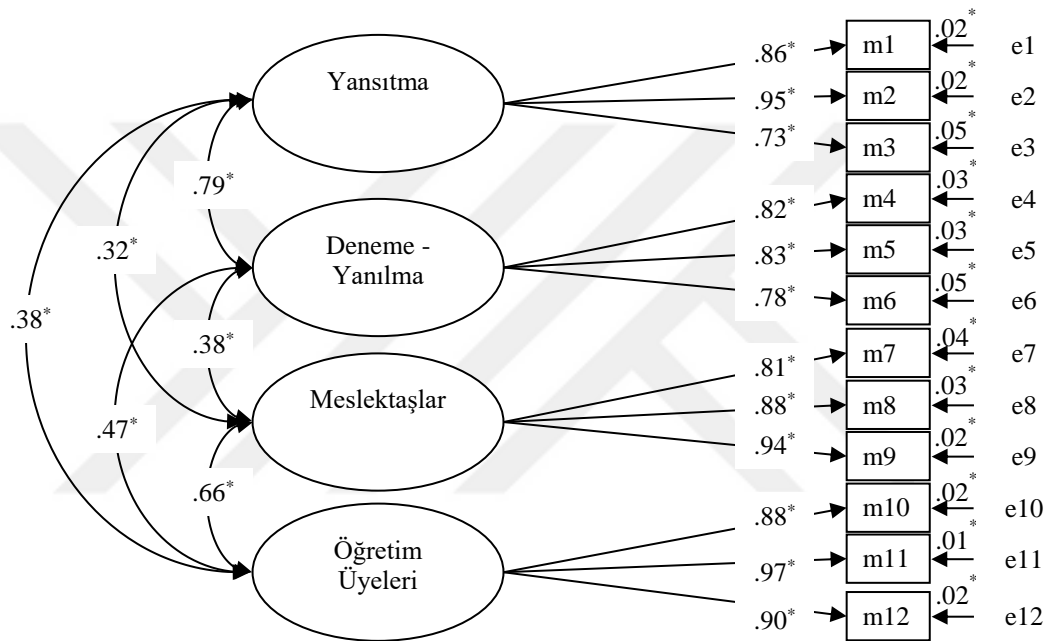 Yansıtma
Deneme -
Yanılma
Meslektaşlar
Öğretim
Üyeleri
.79*
.32*
.38*
.38*
.47*
.66*
.86* m1 .02* e1
.95* m2 .02* e2
.73* m3 .05* e3
.82* m4 .03* e4
.83* m5 .03* e5
.78* m6 .05* e6
.81* m7 .04* e7
.88* m8 .03* e8
.94* m9 .02* e9
.88* m10 .02* e10
.97* m11 .01* e11
.90* m12 .02* e12